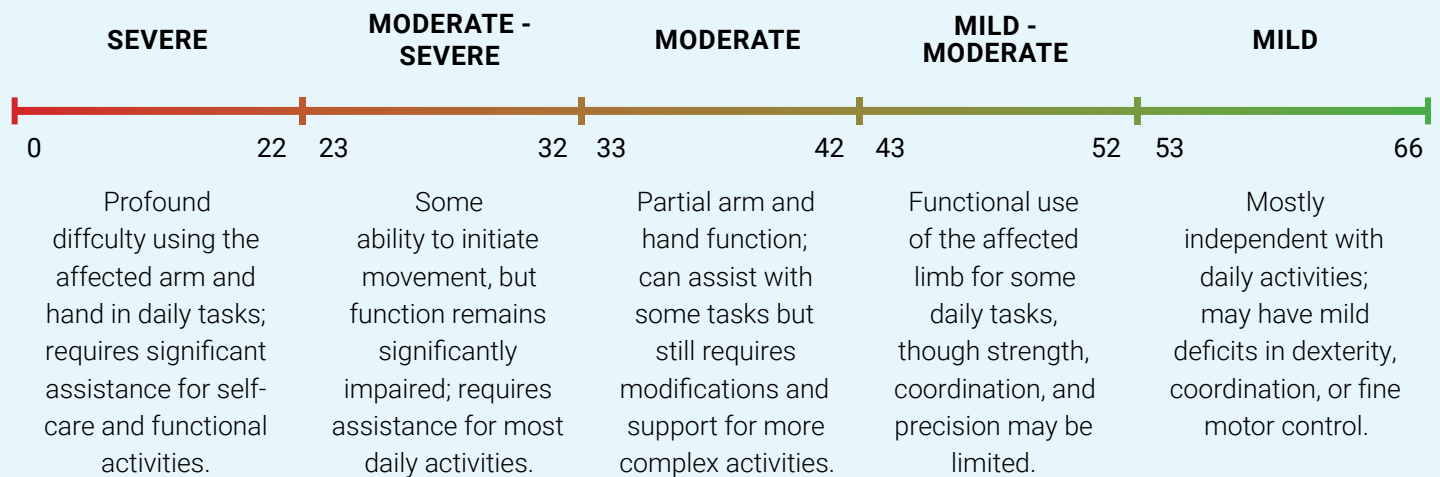 SEVERE
MODERATE -
SEVERE
MODERATE
MILD -
MODERATE
MILD
0
22
23
32
33
42
43
52
53
66
Profound
diffculty using the
affected arm and
hand in daily tasks;
requires significant
assistance for self-
care and functional
activities.
Some
ability to initiate
movement, but
function remains
significantly
impaired; requires
assistance for most
daily activities.
Partial arm and
hand function;
can assist with
some tasks but
still requires
modifications and
support for more
complex activities.
Functional use
of the affected
limb for some
daily tasks,
though strength,
coordination, and
precision may be
limited.
Mostly
independent with
daily activities;
may have mild
deficits in dexterity,
coordination, or fine
motor control.